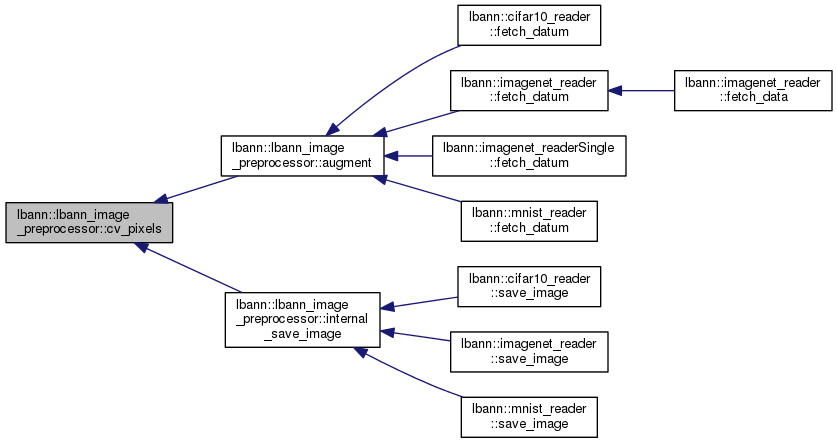 lbann::cifar10_reader
::fetch_datum
lbann::imagenet_reader
::fetch_datum
lbann::imagenet_reader
::fetch_data
lbann::lbann_image
_preprocessor::augment
lbann::imagenet_readerSingle
::fetch_datum
lbann::mnist_reader
::fetch_datum
lbann::lbann_image
_preprocessor::cv_pixels
lbann::cifar10_reader
::save_image
lbann::lbann_image
_preprocessor::internal
_save_image
lbann::imagenet_reader
::save_image
lbann::mnist_reader
::save_image